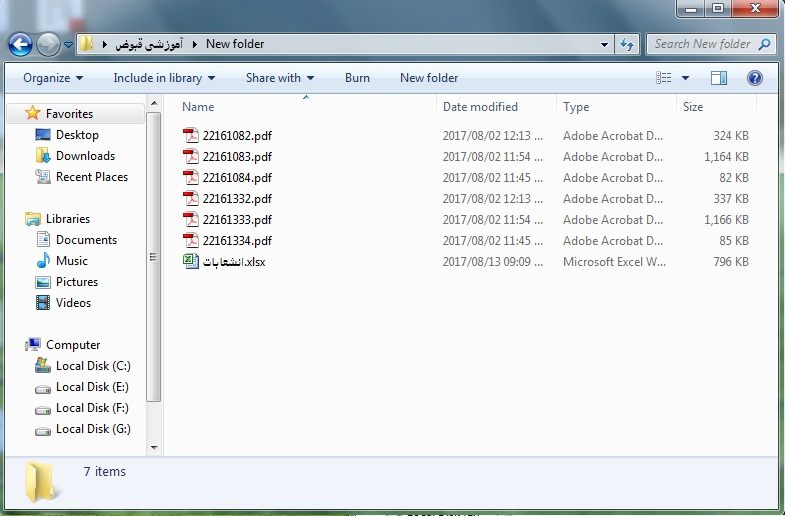 آموزشی قبوض New folder Search New folder
Organize Include in library Share with Burn New folder
Favorites
Desktop
Downloads
Recent Places
Libraries
Documents
Music
Pictures
Videos
Computer
Local Disk (C:)
Local Disk (E:)
Local Disk (F:)
Local Disk (G:)
Name Date modified Type Size
22161082.pdf 2017/08/02 12:13 ... Adobe Acrobat D... 324 KB
22161083.pdf 2017/08/02 11:54 ... Adobe Acrobat D... 1,164 KB
22161084.pdf 2017/08/02 11:45 ... Adobe Acrobat D... 82 KB
22161332.pdf 2017/08/02 12:13 ... Adobe Acrobat D... 337 KB
22161333.pdf 2017/08/02 11:54 ... Adobe Acrobat D... 1,166 KB
22161334.pdf 2017/08/02 11:45 ... Adobe Acrobat D... 85 KB
انشعابات.xlsx 2017/08/13 09:09 ... Microsoft Excel W... 796 KB
7 items